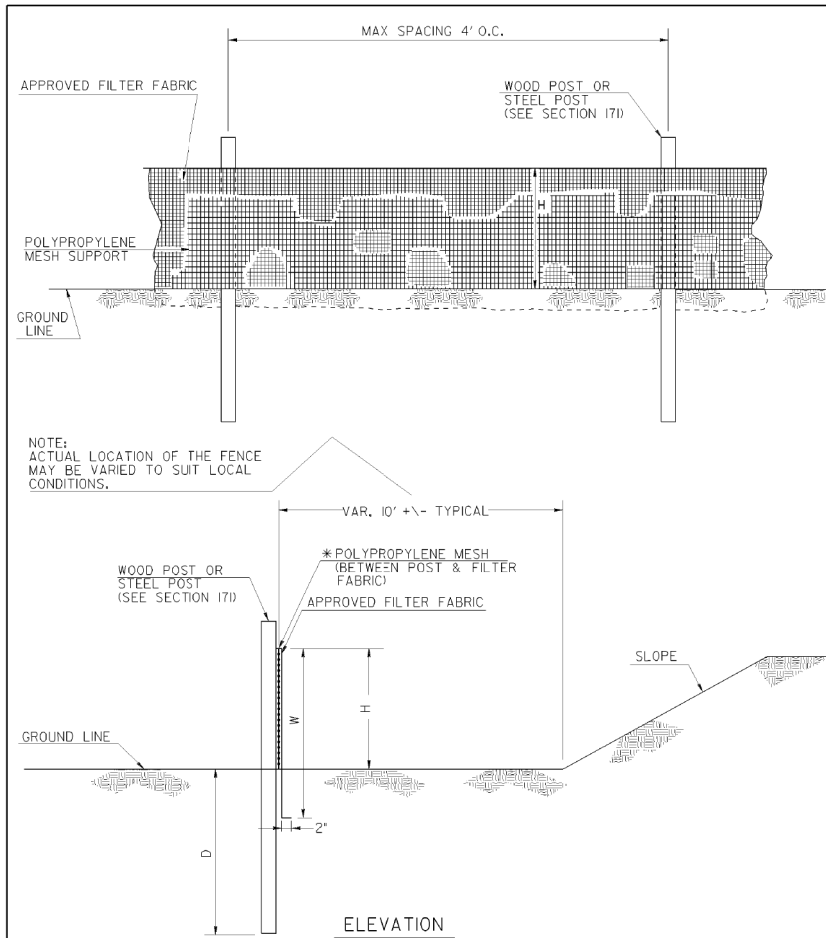 MAX SPACING 4' O.C.
APPROVED FILTER FABRIC
WOOD POST OR
STEEL POST
(SEE SECTION 171)
H
POLYPROPYLENE
MESH SUPPORT
GROUND
LINE
NOTE:
ACTUAL LOCATION OF THE FENCE
MAY BE VARIED TO SUIT LOCAL
CONDITIONS.
VAR. 10' +\- TYPICAL
*POLYPROPYLENE MESH
(BETWEEN POST & FILTER
FABRIC)
WOOD POST OR
STEEL POST
(SEE SECTION 171)
APPROVED FILTER FABRIC
SLOPE
W
H
GROUND LINE
2"
D
ELEVATION